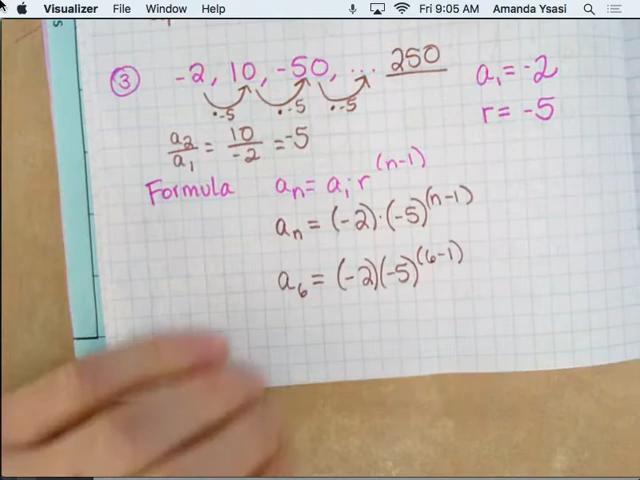 Visualizer File Window Help Fri 9:05 AM Amanda Ysasi
③ -2, 10, -50, ... 250
a₁ = -2
·-5 ·-5 ·-5
r = -5
a₂/a₁ = 10/-2 = -5
Formula aₙ = a₁·r^(n-1)
aₙ = (-2)·(-5)^(n-1)
a₆ = (-2)(-5)^(6-1)